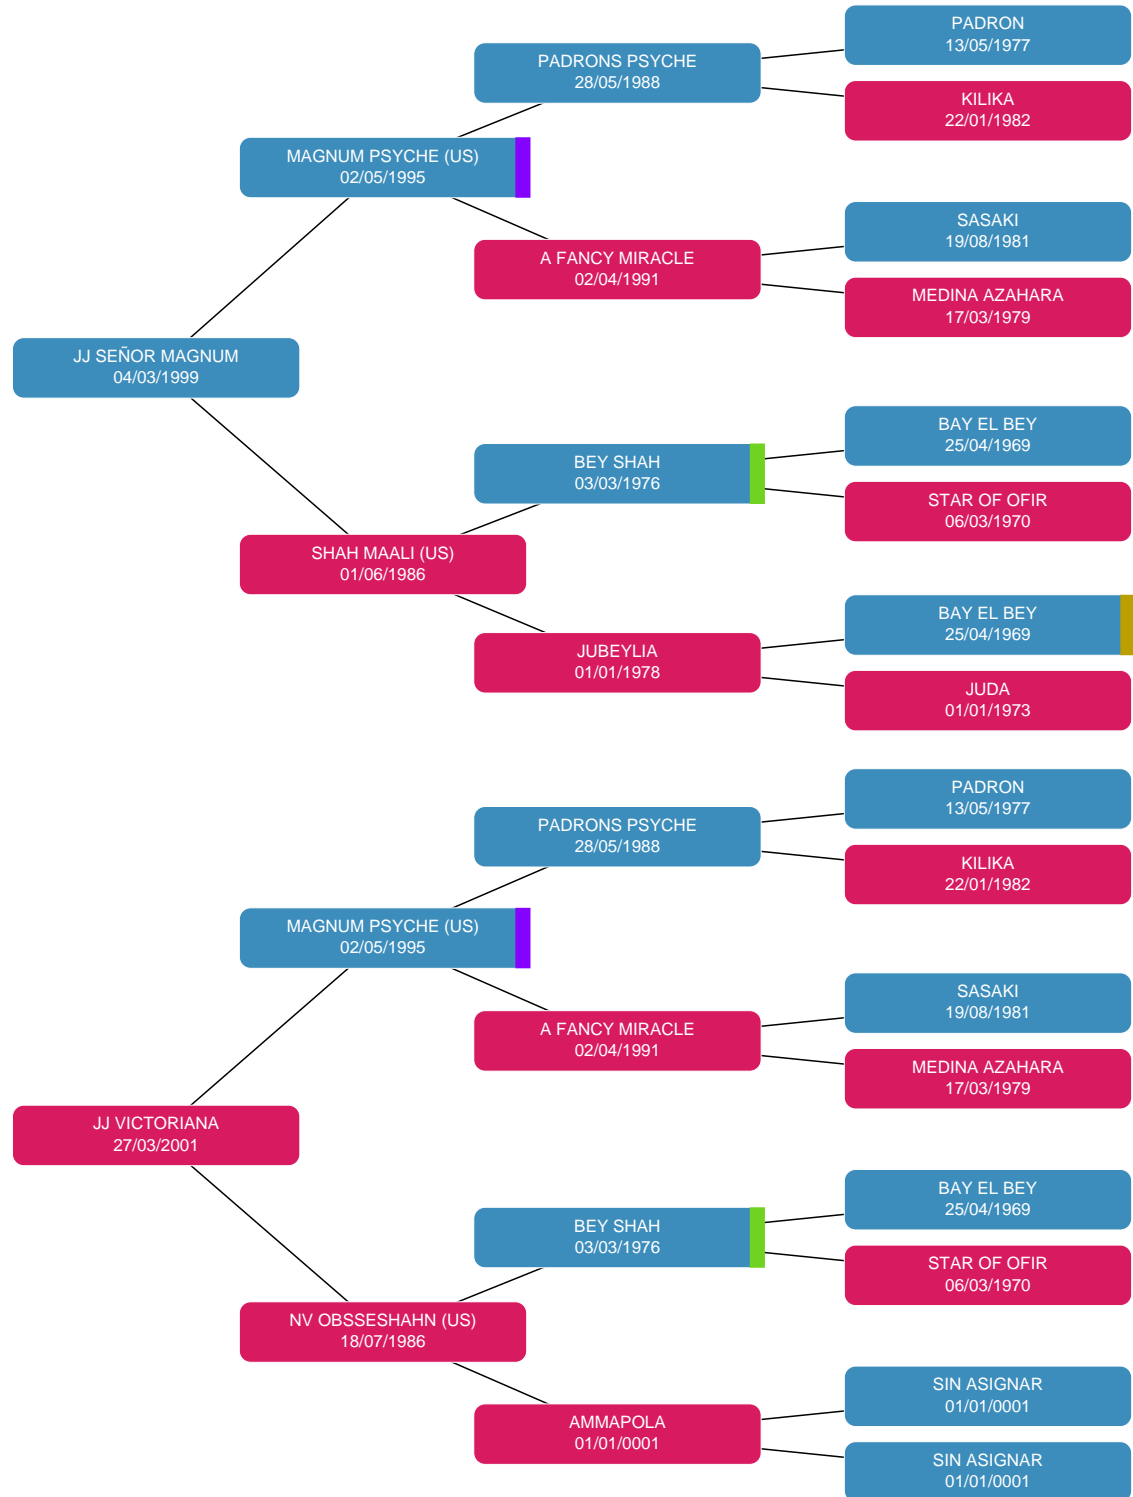 PADRON
13/05/1977
PADRONS PSYCHE
28/05/1988
KILIKA
22/01/1982
MAGNUM PSYCHE (US)
02/05/1995
SASAKI
19/08/1981
A FANCY MIRACLE
02/04/1991
MEDINA AZAHARA
17/03/1979
JJ SEÑOR MAGNUM
04/03/1999
BAY EL BEY
25/04/1969
BEY SHAH
03/03/1976
STAR OF OFIR
06/03/1970
SHAH MAALI (US)
01/06/1986
BAY EL BEY
25/04/1969
JUBEYLIA
01/01/1978
JUDA
01/01/1973
PADRON
13/05/1977
PADRONS PSYCHE
28/05/1988
KILIKA
22/01/1982
MAGNUM PSYCHE (US)
02/05/1995
SASAKI
19/08/1981
A FANCY MIRACLE
02/04/1991
MEDINA AZAHARA
17/03/1979
JJ VICTORIANA
27/03/2001
BAY EL BEY
25/04/1969
BEY SHAH
03/03/1976
STAR OF OFIR
06/03/1970
NV OBSSESHAHN (US)
18/07/1986
SIN ASIGNAR
01/01/0001
AMMAPOLA
01/01/0001
SIN ASIGNAR
01/01/0001